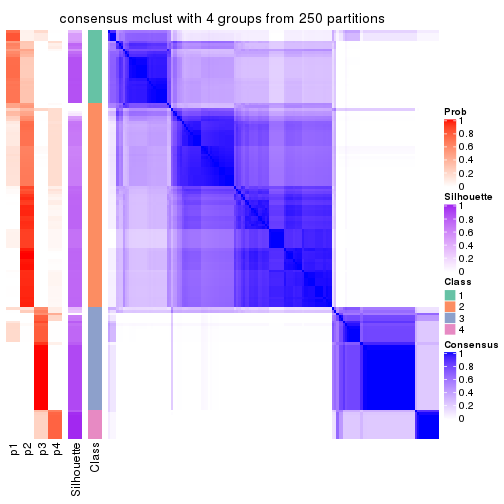 consensus mclust with 4 groups from 250 partitions
Prob
1
0.8
0.6
0.4
0.2
0
Silhouette
1
0.8
0.6
0.4
0.2
0
Class
1
2
3
4
Consensus
1
0.8
0.6
0.4
0.2
0
p1
p2
p3
p4
Silhouette
Class